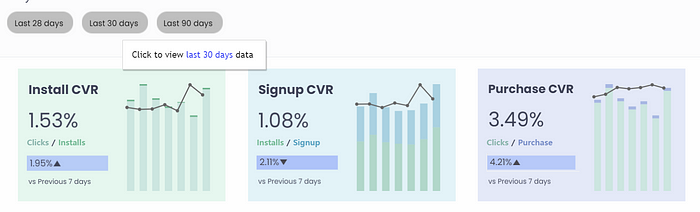 Last 28 days
Last 30 days
Last 90 days
Click to view last 30 days data
Install CVR
1.53%
Clicks / Installs
1.95%▲
vs Previous 7 days
Signup CVR
1.08%
Installs / Signup
2.11%▼
vs Previous 7 days
Purchase CVR
3.49%
Clicks / Purchase
4.21%▲
vs Previous 7 days